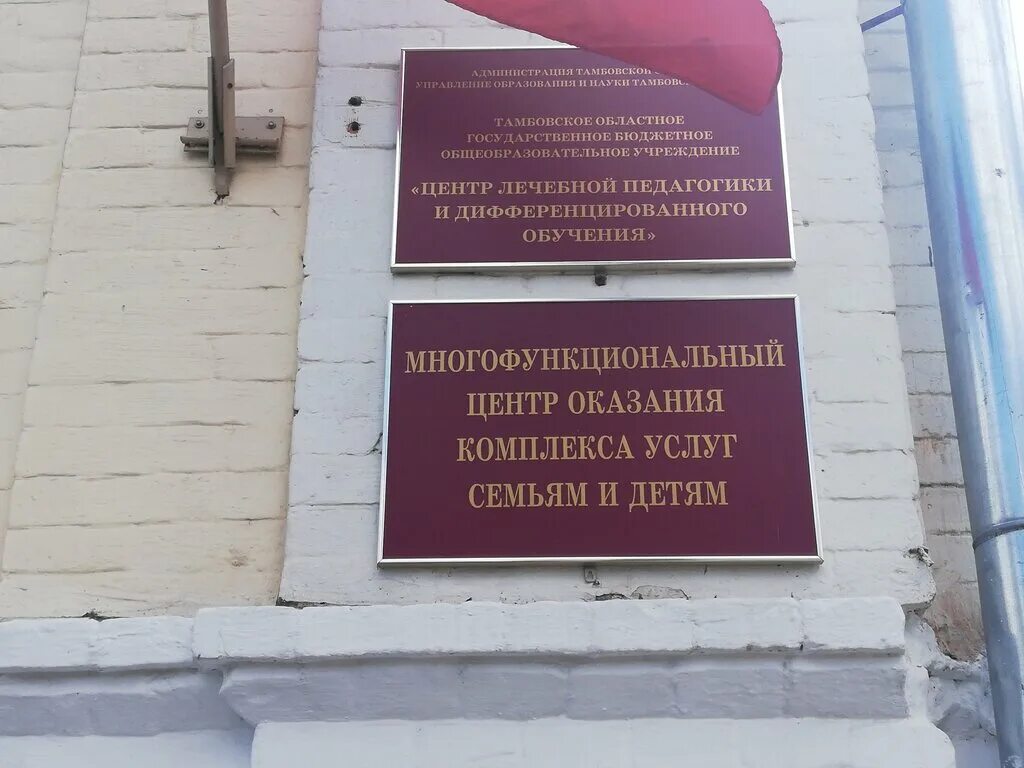 АДМИНИСТРАЦИЯ ТАМБОВСКОЙ
УПРАВЛЕНИЕ ОБРАЗОВАНИЯ И НАУКИ
ТАМБОВСКОЕ ОБЛАСТНОЕ
ГОСУДАРСТВЕННОЕ БЮДЖЕТНОЕ
ОБЩЕОБРАЗОВАТЕЛЬНОЕ УЧРЕЖДЕНИЕ
«ЦЕНТР ЛЕЧЕБНОЙ ПЕДАГОГИКИ
И ДИФФЕРЕНЦИРОВАННОГО
ОБУЧЕНИЯ»
МНОГОФУНКЦИОНАЛЬНЫЙ
ЦЕНТР ОКАЗАНИЯ
КОМПЛЕКСА УСЛУГ
СЕМЬЯМ И ДЕТЯМ